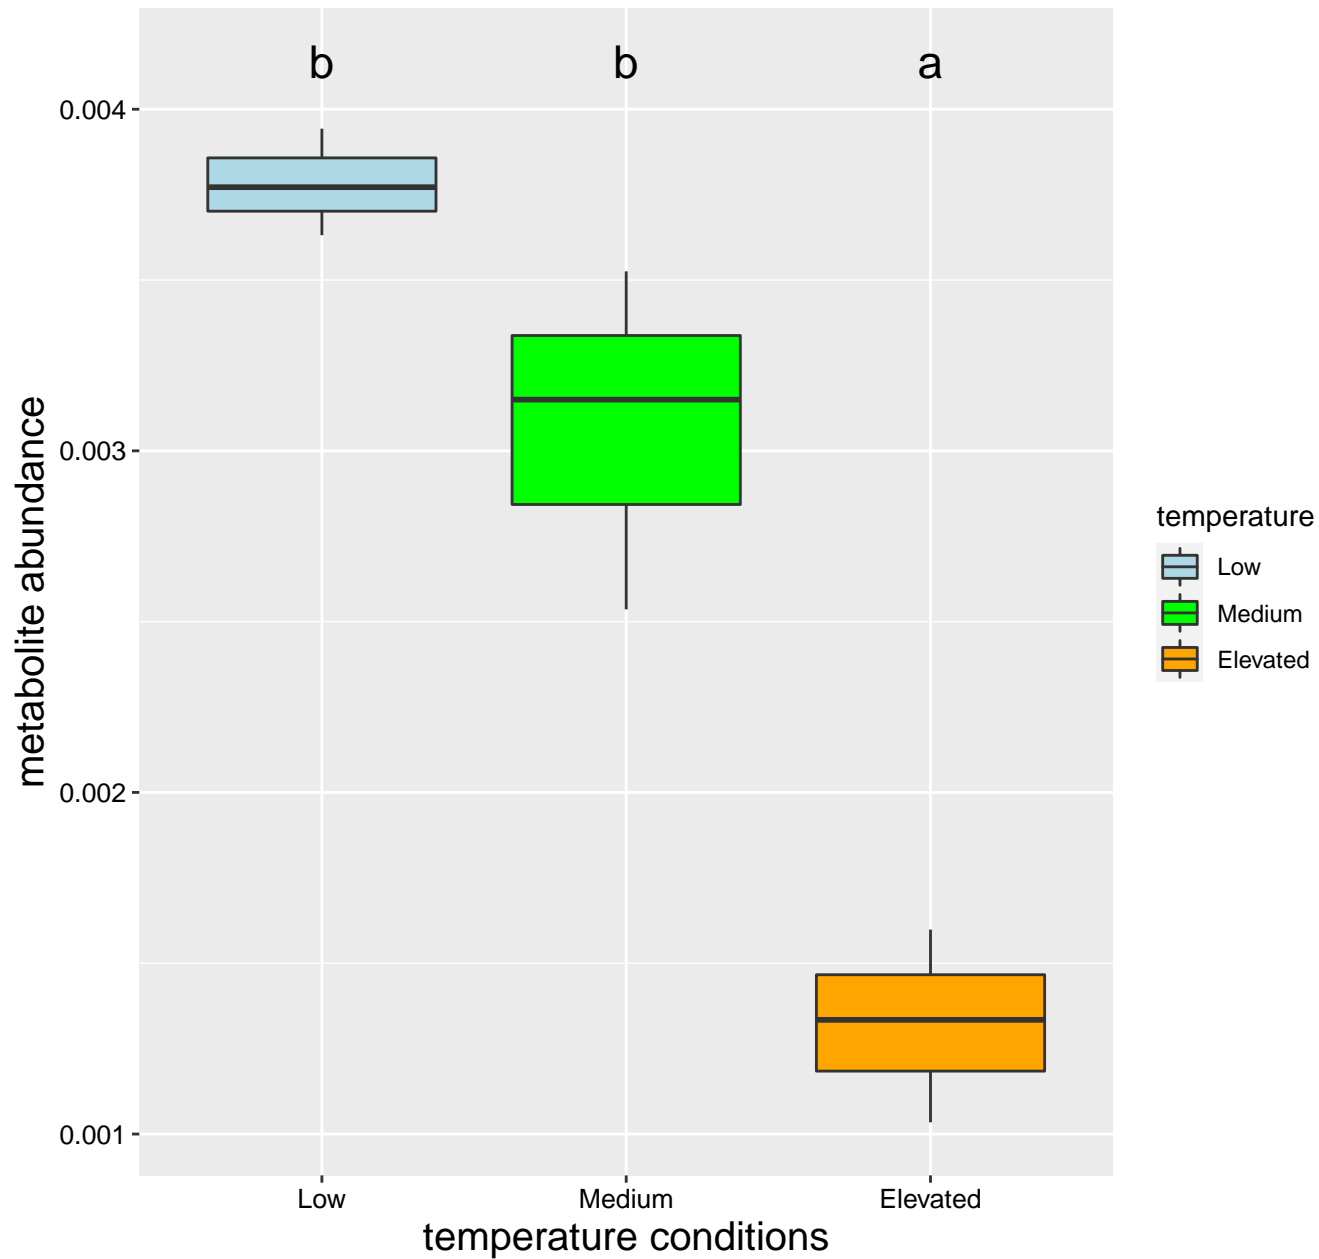 b b a
0.004
0.003
0.002
0.001
metabolite abundance
Low Medium Elevated
temperature conditions
temperature
Low
Medium
Elevated